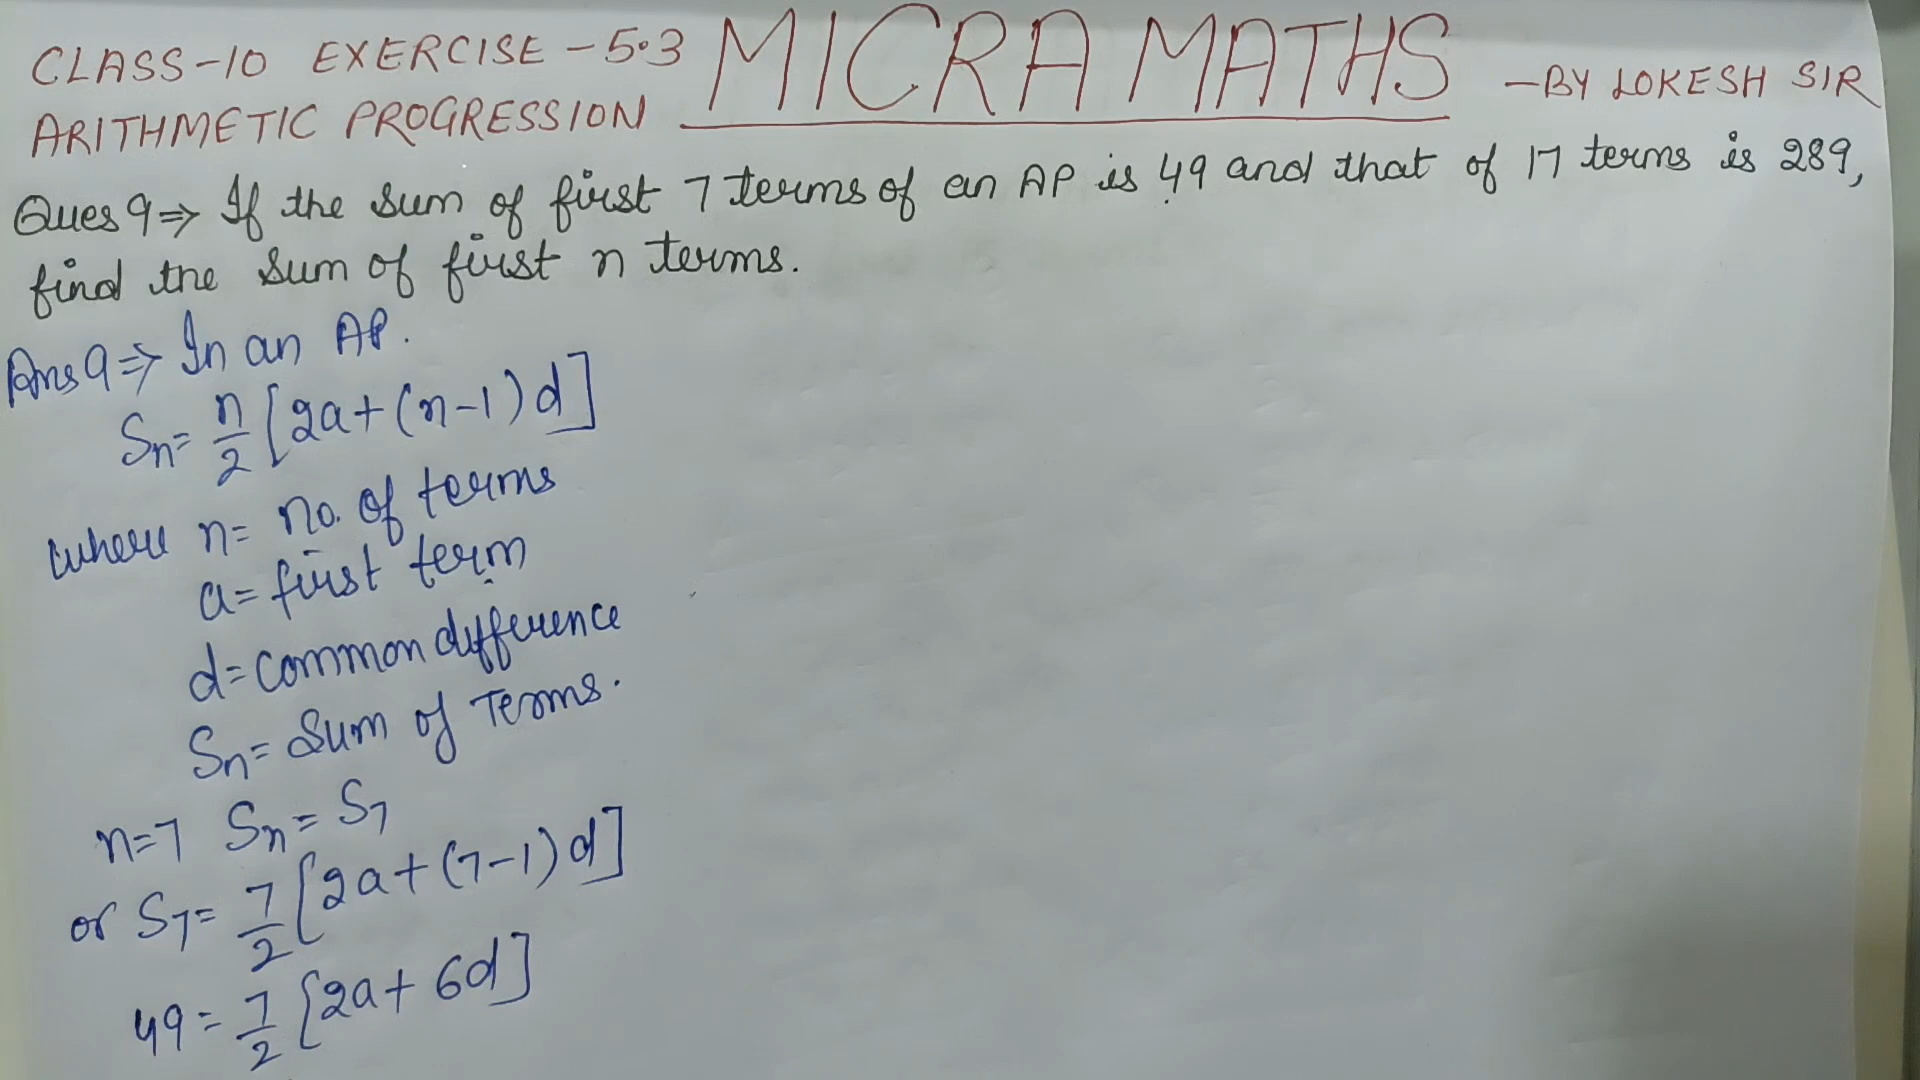 CLASS-10 EXERCISE-5.3 MICRA MATHS -BY LOKESH SIR
ARITHMETIC PROGRESSION
Ques 9⇒ If the sum of first 7 terms of an AP is 49 and that of 17 terms is 289,
find the sum of first n terms.
Ans 9⇒ In an AP.
Sn= n/2 [2a+(n-1)d]
where n= no. of terms
a= first term
d= common difference
Sn= Sum of Terms.
n=7 Sn= S7
or S7= 7/2 [2a+(7-1)d]
49= 7/2 [2a+6d]